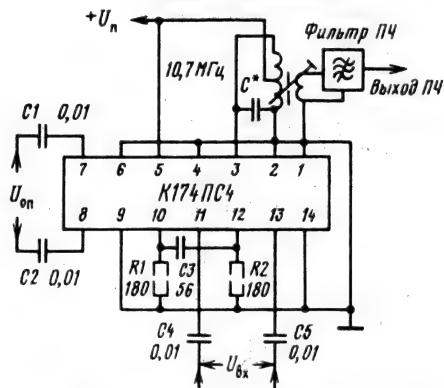 +Uп
10,7 МГц
Фильтр ПЧ
C*
Выход ПЧ
C1 0,01
7 6 5 4 3 2 1
К174ПС4
Uоп
8 9 10 11 12 13 14
C2 0,01
R1 180
C3 56
R2 180
C4 0,01
Uвх
C5 0,01